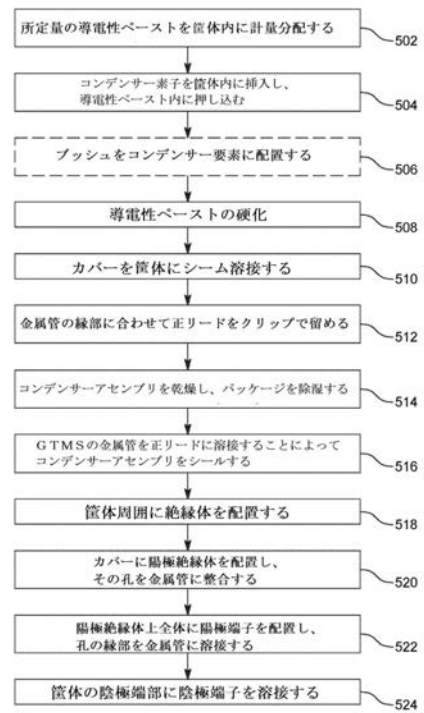 所定量の導電性ペーストを筐体内に計量分配する
502
コンデンサー素子を筐体内に挿入し、
導電性ペースト内に押し込む
504
ブッシュをコンデンサー要素に配置する
506
導電性ペーストの硬化
508
カバーを筐体にシーム溶接する
510
金属管の縁部に合わせて正リードをクリップで留める
512
コンデンサーアセンブリを乾燥し、パッケージを除湿する
514
GTMSの金属管を正リードに溶接することによって
コンデンサーアセンブリをシールする
516
筐体周囲に絶縁体を配置する
518
カバーに陽極絶縁体を配置し、
その孔を金属管に整合する
520
陽極絶縁体上全体に陽極端子を配置し、
孔の縁部を金属管に溶接する
522
筐体の陰極端部に陰極端子を溶接する
524